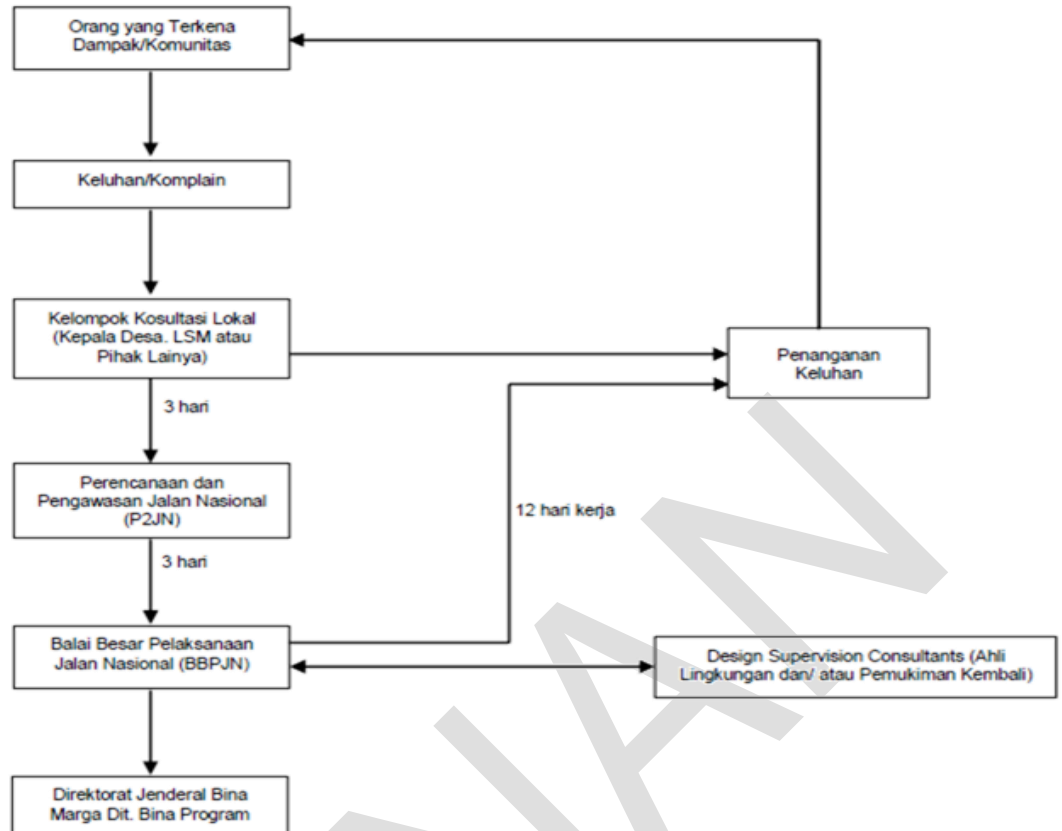 Orang yang Terkena
Dampak/Komunitas
Keluhan/Komplain
Kelompok Kosultasi Lokal
(Kepala Desa. LSM atau
Pihak Lainya)
Penanganan
Keluhan
3 hari
Perencanaan dan
Pengawasan Jalan Nasional
(P2JN)
12 hari kerja
3 hari
Balai Besar Pelaksanaan
Jalan Nasional (BBPJN)
Design Supervision Consultants (Ahli
Lingkungan dan/ atau Pemukiman Kembali)
Direktorat Jenderal Bina
Marga Dit. Bina Program